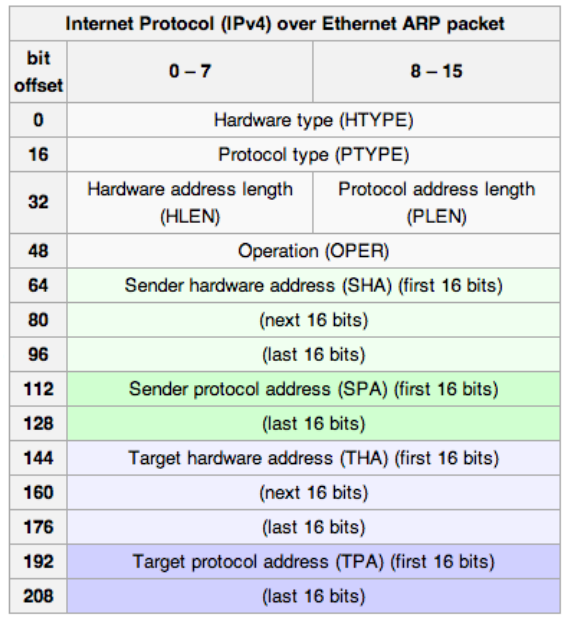 Internet Protocol (IPv4) over Ethernet ARP packet
bit
offset
0 – 7
8 – 15
0
Hardware type (HTYPE)
16
Protocol type (PTYPE)
32
Hardware address length
(HLEN)
Protocol address length
(PLEN)
48
Operation (OPER)
64
Sender hardware address (SHA) (first 16 bits)
80
(next 16 bits)
96
(last 16 bits)
112
Sender protocol address (SPA) (first 16 bits)
128
(last 16 bits)
144
Target hardware address (THA) (first 16 bits)
160
(next 16 bits)
176
(last 16 bits)
192
Target protocol address (TPA) (first 16 bits)
208
(last 16 bits)